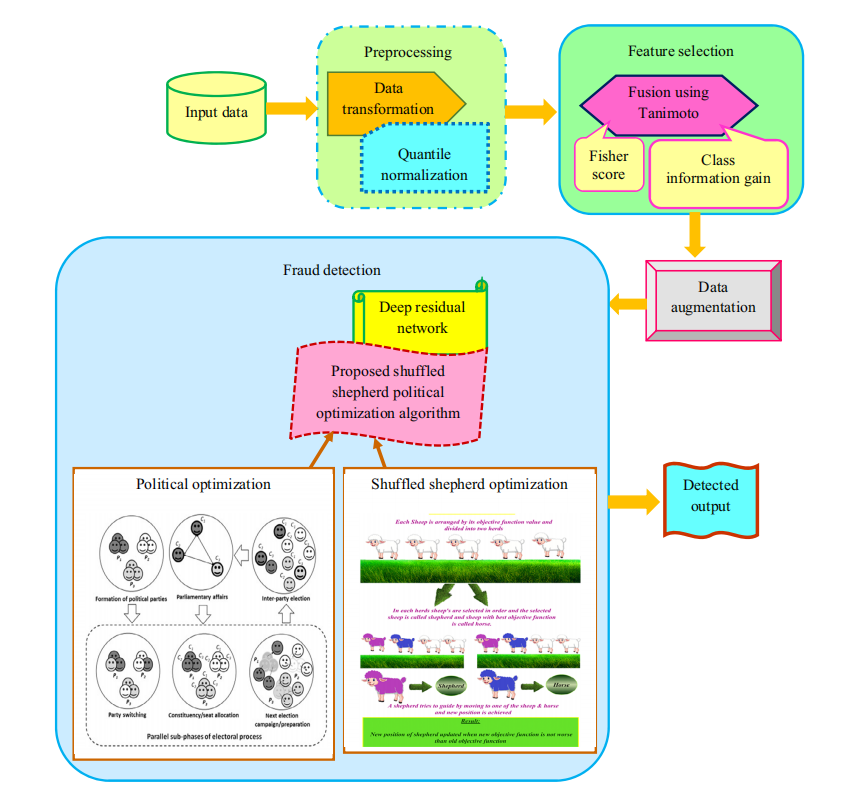 Input data
Preprocessing
Data
transformation
Quantile
normalization
Feature selection
Fusion using
Tanimoto
Fisher
score
Class
information gain
Data
augmentation
Fraud detection
Deep residual
network
Proposed shuffled
shepherd political
optimization algorithm
Political optimization
Formation of political parties
Parliamentary affairs
Inter-party election
Party switching
Constituency/seat allocation
Next election
campaign/preparation
Parallel sub-phases of electoral process
Shuffled shepherd optimization
Each Sheep is arranged by its objective function value and
divided into two herds
In each herds sheep's are selected in order and the selected
sheep is called shepherd and sheep with best objective function
is called horse.
Shepherd
Horse
A shepherd tries to guide by moving to one of the sheep & horse
and new position is achieved
Result:
New position of shepherd updated when new objective function is not worse
than old objective function
Detected
output